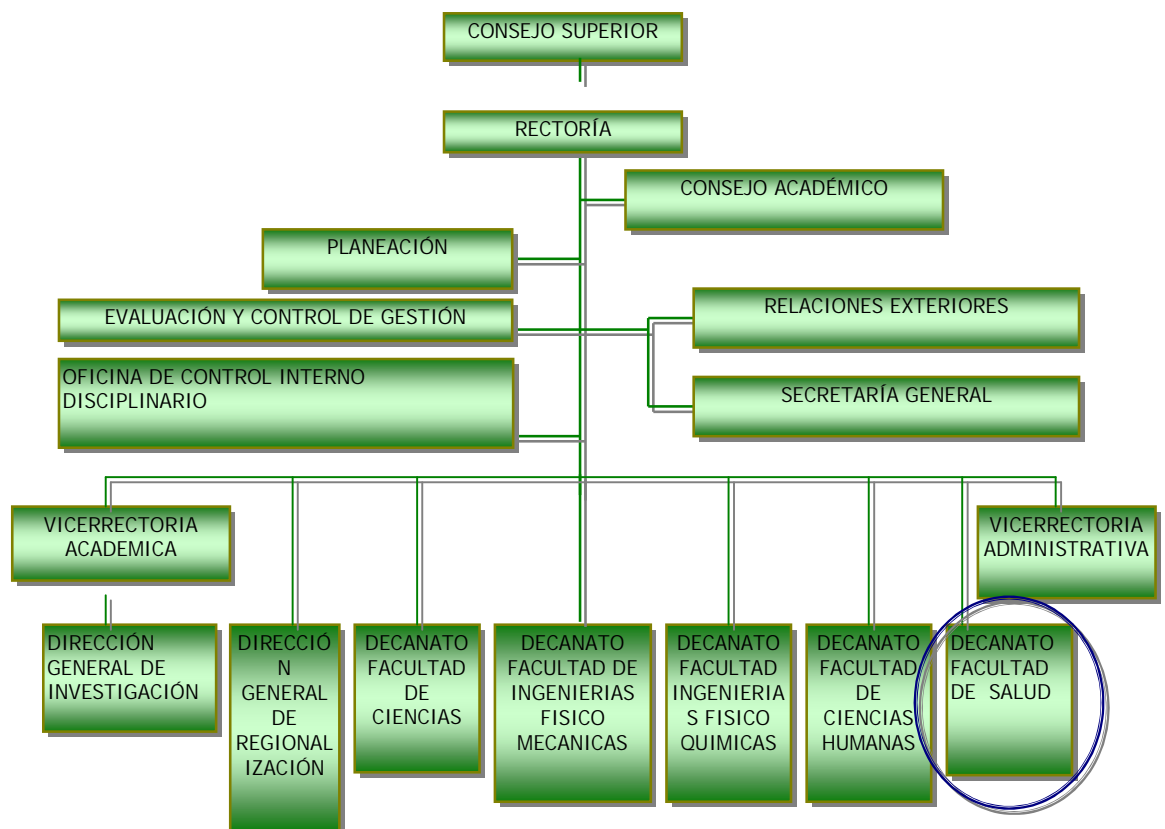 CONSEJO SUPERIOR
RECTORÍA
CONSEJO ACADÉMICO
PLANEACIÓN
EVALUACIÓN Y CONTROL DE GESTIÓN
RELACIONES EXTERIORES
OFICINA DE CONTROL INTERNO
DISCIPLINARIO
SECRETARÍA GENERAL
VICERRECTORIA
ACADEMICA
VICERRECTORIA
ADMINISTRATIVA
DIRECCIÓN
GENERAL DE
INVESTIGACIÓN
DIRECCIÓ
N
GENERAL
DE
REGIONAL
IZACIÓN
DECANATO
FACULTAD
DE
CIENCIAS
DECANATO
FACULTAD DE
INGENIERIAS
FISICO
MECANICAS
DECANATO
FACULTAD
INGENIERIA
S FISICO
QUIMICAS
DECANATO
FACULTAD
DE
CIENCIAS
HUMANAS
DECANATO
FACULTAD
DE SALUD